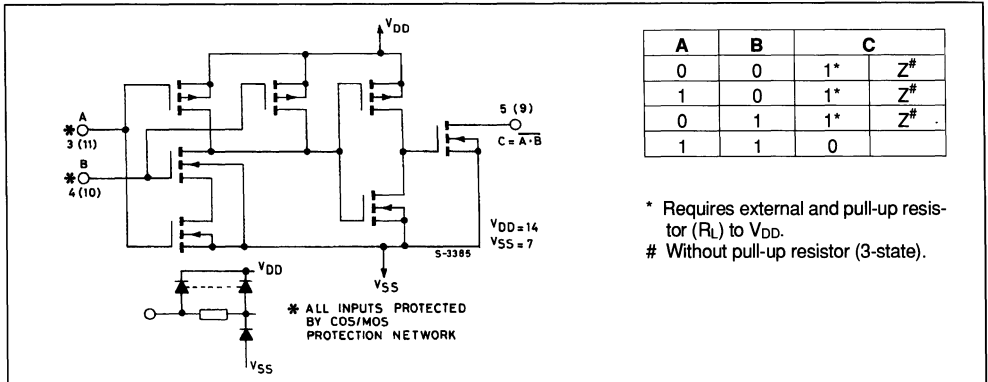 VDD
A
* 3 (11)
B
* 4 (10)
5 (9)
C = A·B
VDD = 14
VSS = 7
S-3385
VSS
VDD
* ALL INPUTS PROTECTED
BY COS/MOS
PROTECTION NETWORK
VSS
A B C
0 0 1* Z#
1 0 1* Z#
0 1 1* Z#
1 1 0
* Requires external and pull-up resis-
tor (RL) to VDD.
# Without pull-up resistor (3-state).